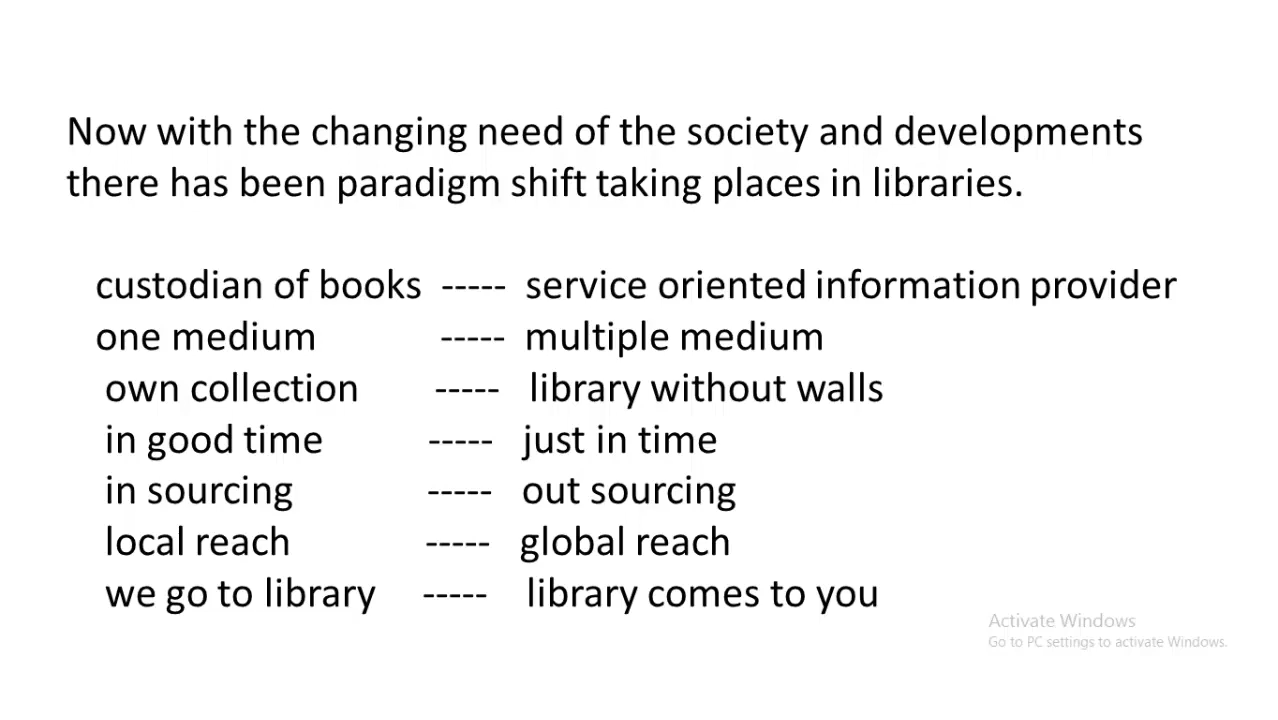 Now with the changing need of the society and developments
there has been paradigm shift taking places in libraries.
custodian of books ----- service oriented information provider
one medium ----- multiple medium
own collection ----- library without walls
in good time ----- just in time
in sourcing ----- out sourcing
local reach ----- global reach
we go to library ----- library comes to you
Activate Windows
Go to PC settings to activate Windows.